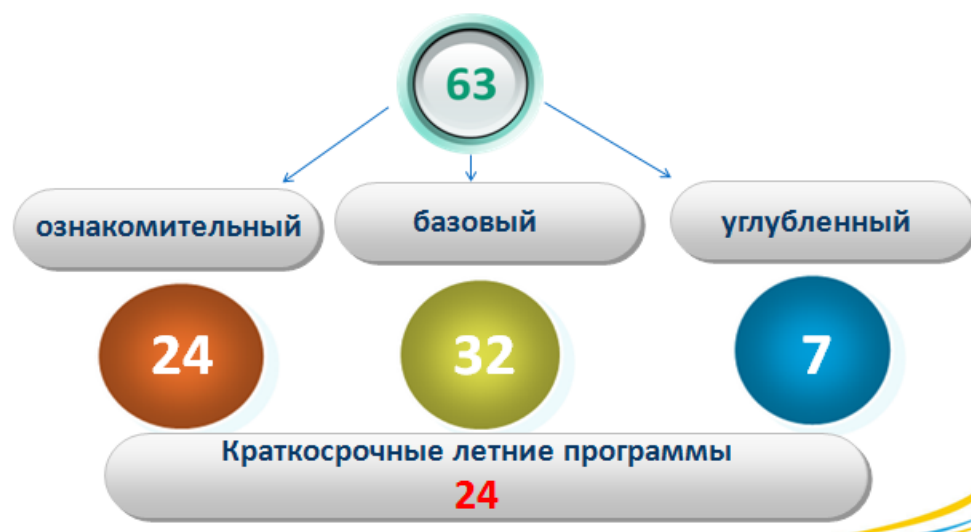 63
ознакомительный
базовый
углубленный
24
32
7
Краткосрочные летние программы
24